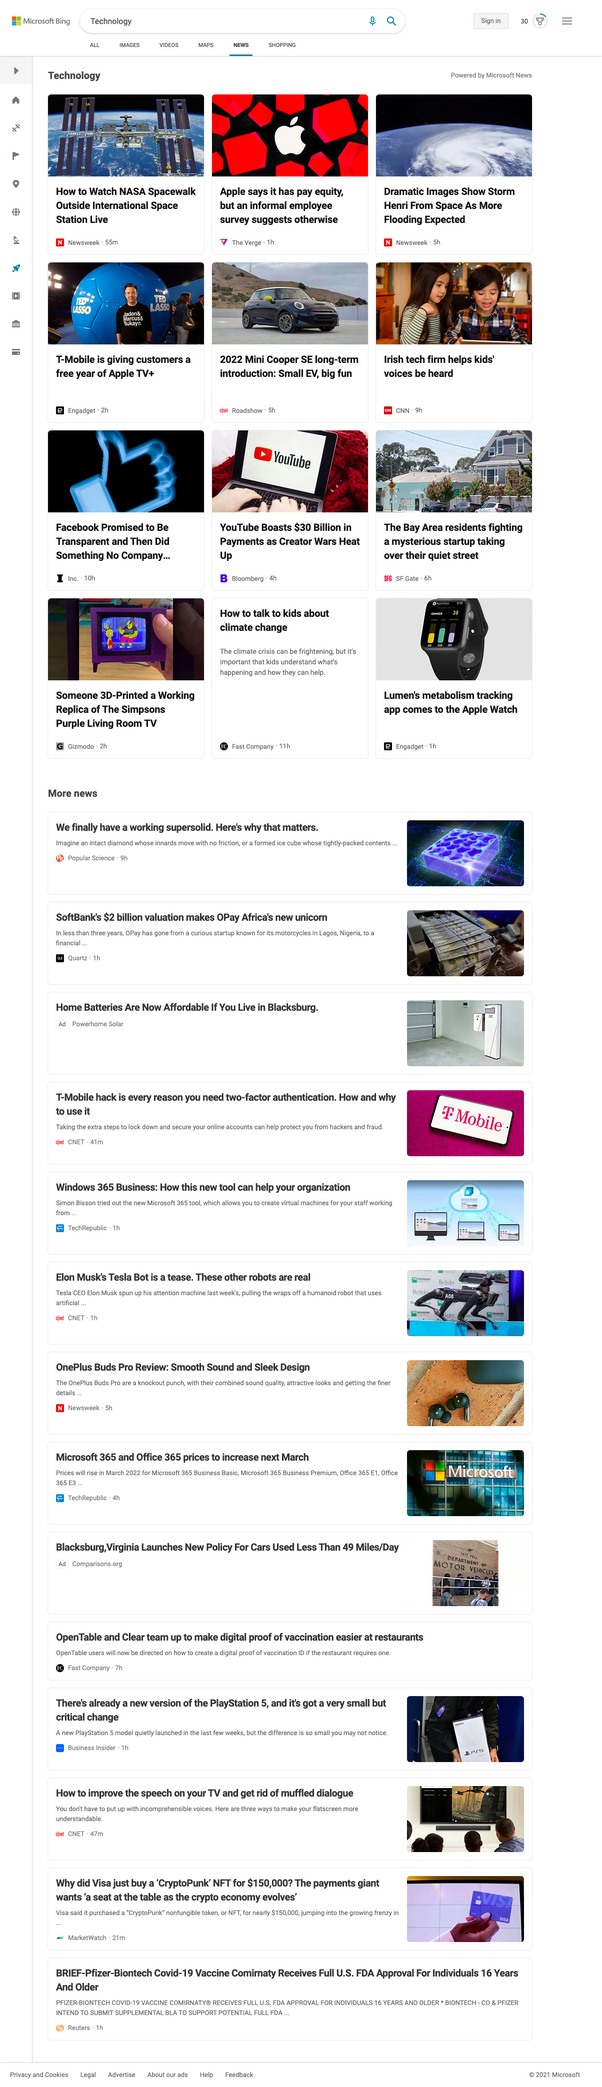 Microsoft Bing
Technology
Sign in
30
ALL
IMAGES
VIDEOS
MAPS
NEWS
SHOPPING
Technology
Powered by Microsoft News
How to Watch NASA Spacewalk
Outside International Space
Station Live
Newsweek · 55m
Apple says it has pay equity,
but an informal employee
survey suggests otherwise
The Verge · 1h
Dramatic Images Show Storm
Henri From Space As More
Flooding Expected
Newsweek · 5h
TED
LASSO
TED
LASSO
T-Mobile is giving customers a
free year of Apple TV+
Engadget · 2h
2022 Mini Cooper SE long-term
introduction: Small EV, big fun
Roadshow · 5h
Irish tech firm helps kids'
voices be heard
CNN · 9h
Facebook Promised to Be
Transparent and Then Did
Something No Company...
Inc. · 10h
YouTube
YouTube Boasts $30 Billion in
Payments as Creator Wars Heat
Up
Bloomberg · 4h
The Bay Area residents fighting
a mysterious startup taking
over their quiet street
SF Gate · 6h
Someone 3D-Printed a Working
Replica of The Simpsons
Purple Living Room TV
Gizmodo · 2h
How to talk to kids about
climate change
The climate crisis can be frightening, but it's
important that kids understand what's
happening and how they can help.
Fast Company · 11h
Lumen's metabolism tracking
app comes to the Apple Watch
Engadget · 1h
More news
We finally have a working supersolid. Here's why that matters.
Imagine an intact diamond whose innards move with no friction, or a formed ice cube whose tightly-packed contents ...
Popular Science · 9h
SoftBank's $2 billion valuation makes OPay Africa's new unicorn
In less than three years, OPay has gone from a curious startup known for its motorcycles in Lagos, Nigeria, to a
financial ...
Quartz · 1h
Home Batteries Are Now Affordable If You Live in Blacksburg.
Ad Powerhome Solar
T-Mobile hack is every reason you need two-factor authentication. How and why
to use it
Taking the extra steps to lock down and secure your online accounts can help protect you from hackers and fraud.
CNET · 41m
T Mobile
Windows 365 Business: How this new tool can help your organization
Simon Bisson tried out the new Microsoft 365 tool, which allows you to create virtual machines for your staff working
from ...
TechRepublic · 1h
Elon Musk's Tesla Bot is a tease. These other robots are real
Tesla CEO Elon Musk spun up his attention machine last week's, pulling the wraps off a humanoid robot that uses
artificial ...
CNET · 1h
OnePlus Buds Pro Review: Smooth Sound and Sleek Design
The OnePlus Buds Pro are a knockout punch, with their combined sound quality, attractive looks and getting the finer
details ...
Newsweek · 5h
Microsoft 365 and Office 365 prices to increase next March
Prices will rise in March 2022 for Microsoft 365 Business Basic, Microsoft 365 Business Premium, Office 365 E1, Office
365 E3 ...
TechRepublic · 4h
Microsoft
Blacksburg,Virginia Launches New Policy For Cars Used Less Than 49 Miles/Day
Ad Comparisons.org
DEPARTMENT
MOTOR VEHICLES
OpenTable and Clear team up to make digital proof of vaccination easier at restaurants
OpenTable users will now be directed on how to create a digital proof of vaccination ID if the restaurant requires one.
Fast Company · 7h
There's already a new version of the PlayStation 5, and it's got a very small but
critical change
A new PlayStation 5 model quietly launched in the last few weeks, but the difference is so small you may not notice.
Business Insider · 1h
PS5
How to improve the speech on your TV and get rid of muffled dialogue
You don't have to put up with incomprehensible voices. Here are three ways to make your flatscreen more
understandable.
CNET · 47m
Why did Visa just buy a 'CryptoPunk' NFT for $150,000? The payments giant
wants 'a seat at the table as the crypto economy evolves'
Visa said it purchased a "CryptoPunk" nonfungible token, or NFT, for nearly $150,000, jumping into the growing frenzy in
...
MarketWatch · 21m
VISA
BRIEF-Pfizer-Biontech Covid-19 Vaccine Comirnaty Receives Full U.S. FDA Approval For Individuals 16 Years
And Older
PFIZER-BIONTECH COVID-19 VACCINE COMIRNATY® RECEIVES FULL U.S. FDA APPROVAL FOR INDIVIDUALS 16 YEARS AND OLDER * BIONTECH - CO & PFIZER
INTEND TO SUBMIT SUPPLEMENTAL BLA TO SUPPORT POTENTIAL FULL FDA ...
Reuters · 1h
Privacy and Cookies
Legal
Advertise
About our ads
Help
Feedback
© 2021 Microsoft